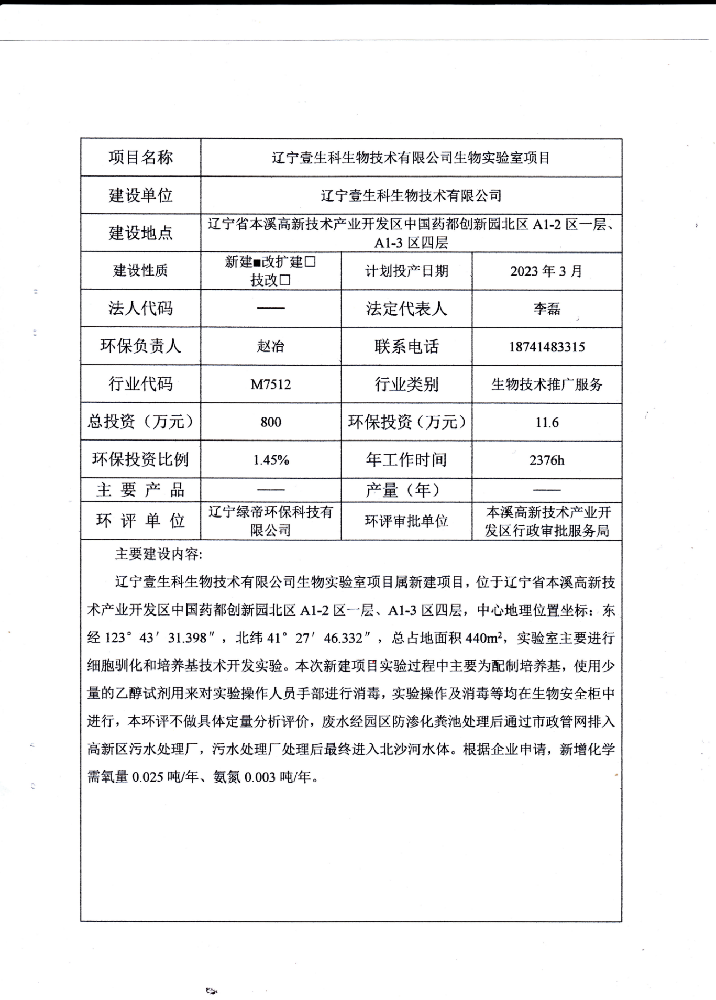 项目名称 辽宁壹生科生物技术有限公司生物实验室项目
建设单位 辽宁壹生科生物技术有限公司
建设地点 辽宁省本溪高新技术产业开发区中国药都创新园北区 A1-2 区一层、
A1-3 区四层
建设性质 新建■改扩建□
技改□
计划投产日期 2023 年 3 月
法人代码 —— 法定代表人 李磊
环保负责人 赵冶 联系电话 18741483315
行业代码 M7512 行业类别 生物技术推广服务
总投资（万元） 800 环保投资（万元） 11.6
环保投资比例 1.45% 年工作时间 2376h
主 要 产 品 —— 产量（年） ——
环 评 单 位 辽宁绿帝环保科技有
限公司
环评审批单位 本溪高新技术产业开
发区行政审批服务局
主要建设内容:
辽宁壹生科生物技术有限公司生物实验室项目属新建项目，位于辽宁省本溪高新技
术产业开发区中国药都创新园北区 A1-2 区一层、A1-3 区四层，中心地理位置坐标：东
经 123° 43′ 31.398″，北纬 41° 27′ 46.332″，总占地面积 440m²，实验室主要进行
细胞驯化和培养基技术开发实验。本次新建项目实验过程中主要为配制培养基，使用少
量的乙醇试剂用来对实验操作人员手部进行消毒，实验操作及消毒等均在生物安全柜中
进行，本环评不做具体定量分析评价，废水经园区防渗化粪池处理后通过市政管网排入
高新区污水处理厂，污水处理厂处理后最终进入北沙河水体。根据企业申请，新增化学
需氧量 0.025 吨/年、氨氮 0.003 吨/年。